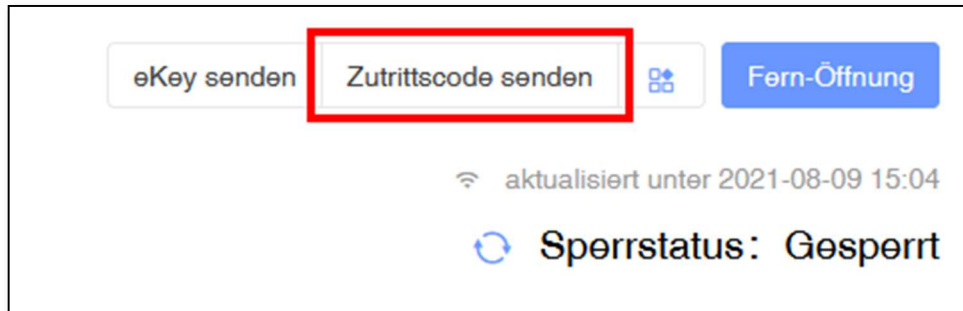 eKey senden Zutrittscode senden Fern-Öffnung
aktualisiert unter 2021-08-09 15:04
Sperrstatus: Gesperrt